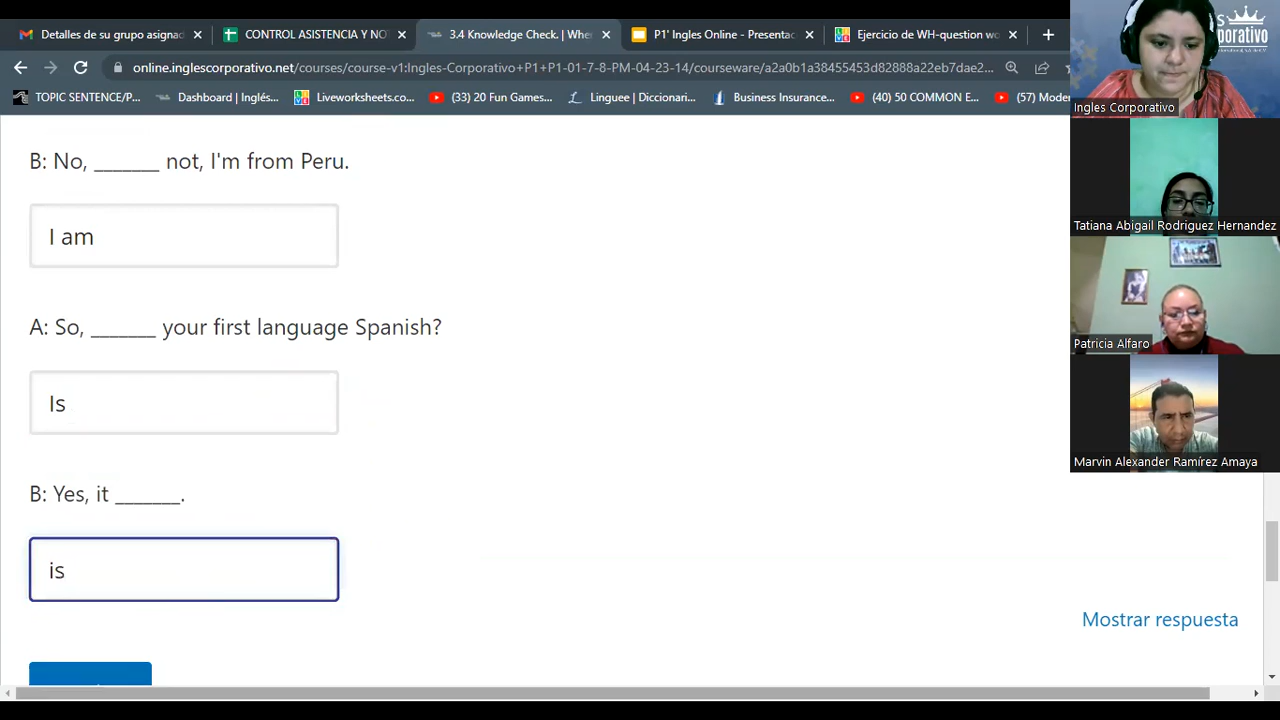 Detalles de su grupo asignad
CONTROL ASISTENCIA Y NO
3.4 Knowledge Check. | Whe
P1' Ingles Online - Presentac
Ejercicio de WH-question wo
online.inglescorporativo.net/courses/course-v1:Ingles-Corporativo+P1+P1-01-7-8-PM-04-23-14/courseware/a2a0b1a38455453d82888a22eb7dae2...
TOPIC SENTENCE/P...
Dashboard | Inglés...
Liveworksheets.co...
(33) 20 Fun Games...
Linguee | Diccionari...
Business Insurance...
(40) 50 COMMON E...
(57) Mode
B: No, _______ not, I'm from Peru.
I am
A: So, _______ your first language Spanish?
Is
B: Yes, it _______.
is
Mostrar respuesta
Ingles Corporativo
Tatiana Abigail Rodriguez Hernandez
Patricia Alfaro
Marvin Alexander Ramírez Amaya